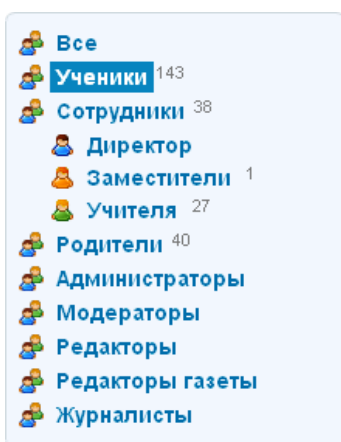 Все
Ученики 143
Сотрудники 38
Директор
Заместители 1
Учителя 27
Родители 40
Администраторы
Модераторы
Редакторы
Редакторы газеты
Журналисты